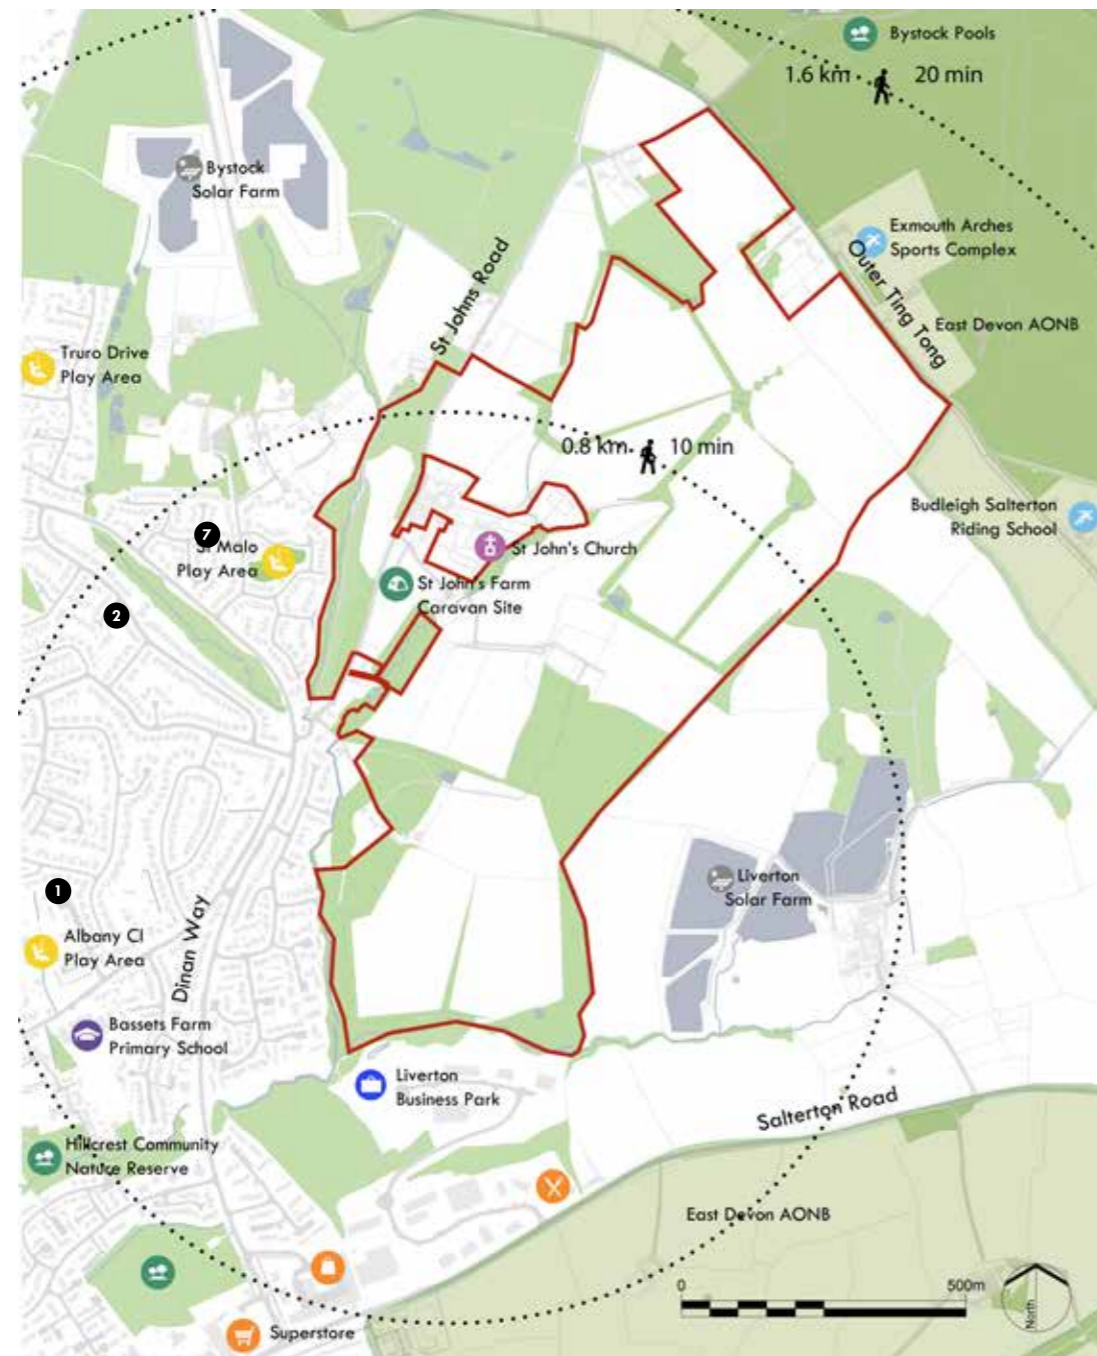 Bystock Pools
1.6 km 20 min
Bystock
Solar Farm
Exmouth Arches
Sports Complex
St Johns Road
Outer Ting Tong
East Devon AONB
Truro Drive
Play Area
0.8 km 10 min
Budleigh Salterton
Riding School
7
St Malo
Play Area
St John's Church
St John's Farm
Caravan Site
2
Liverton
Solar Farm
1
Albany Cl
Play Area
Dinan Way
Bassets Farm
Primary School
Liverton
Business Park
Salterton Road
Hillcrest Community
Nature Reserve
East Devon AONB
0 500m
North
Superstore